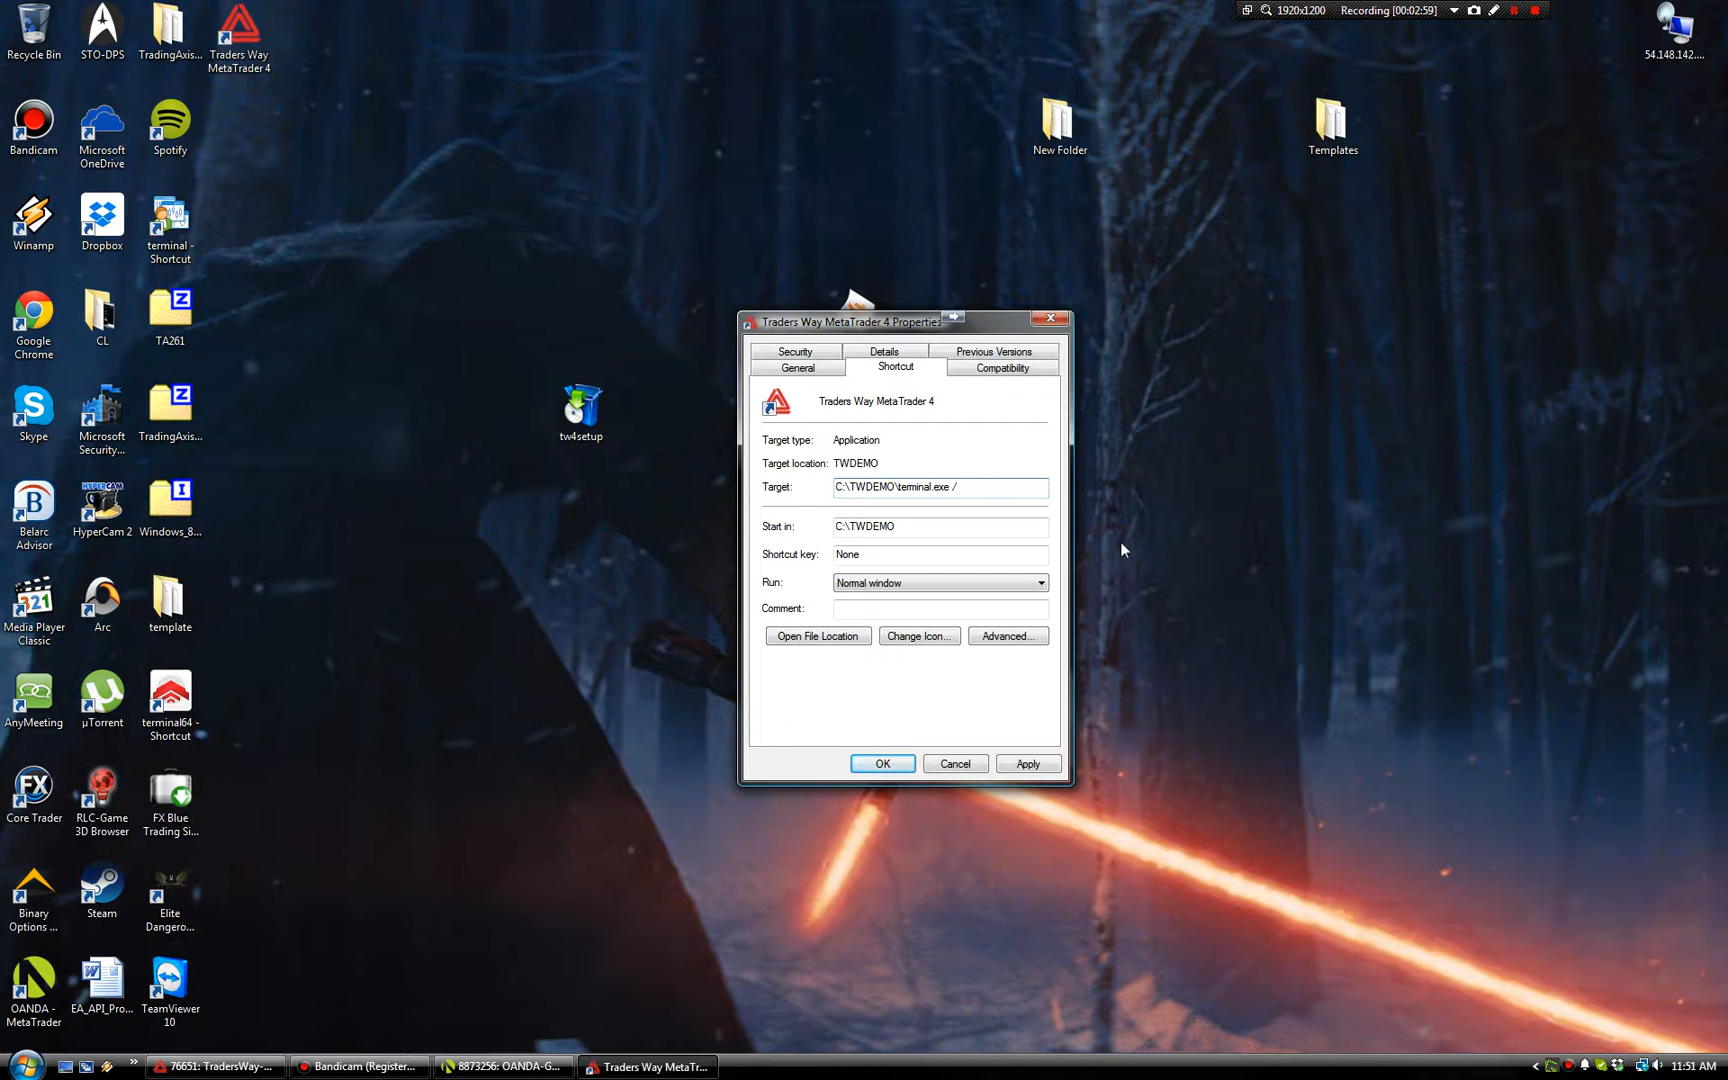 1920x1200 Recording [00:02:59]
Recycle Bin
STO-DPS
TradingAxis...
Traders Way
MetaTrader 4
54.148.142....
Bandicam
Microsoft
OneDrive
Spotify
New Folder
Templates
Winamp
Dropbox
terminal -
Shortcut
Google
Chrome
CL
TA261
Skype
Microsoft
Security...
TradingAxis...
tw4setup
Belarc
Advisor
HYPERCAM
HyperCam 2
Windows_8...
321
Media Player
Classic
Arc
template
AnyMeeting
µTorrent
terminal64 -
Shortcut
FX
Core Trader
RLC-Game
3D Browser
FX Blue
Trading Si...
Binary
Options ...
Steam
Elite
Dangero...
OANDA -
MetaTrader
EA_API_Pro...
TeamViewer
10
Traders Way MetaTrader 4 Properties
Security Details Previous Versions
General Shortcut Compatibility
Traders Way MetaTrader 4
Target type: Application
Target location: TWDEMO
Target: C:\TWDEMO\terminal.exe /
Start in: C:\TWDEMO
Shortcut key: None
Run: Normal window
Comment:
Open File Location Change Icon... Advanced...
OK Cancel Apply
76651: TradersWay-... Bandicam (Register... 8873256: OANDA-G... Traders Way MetaTr... 11:51 AM